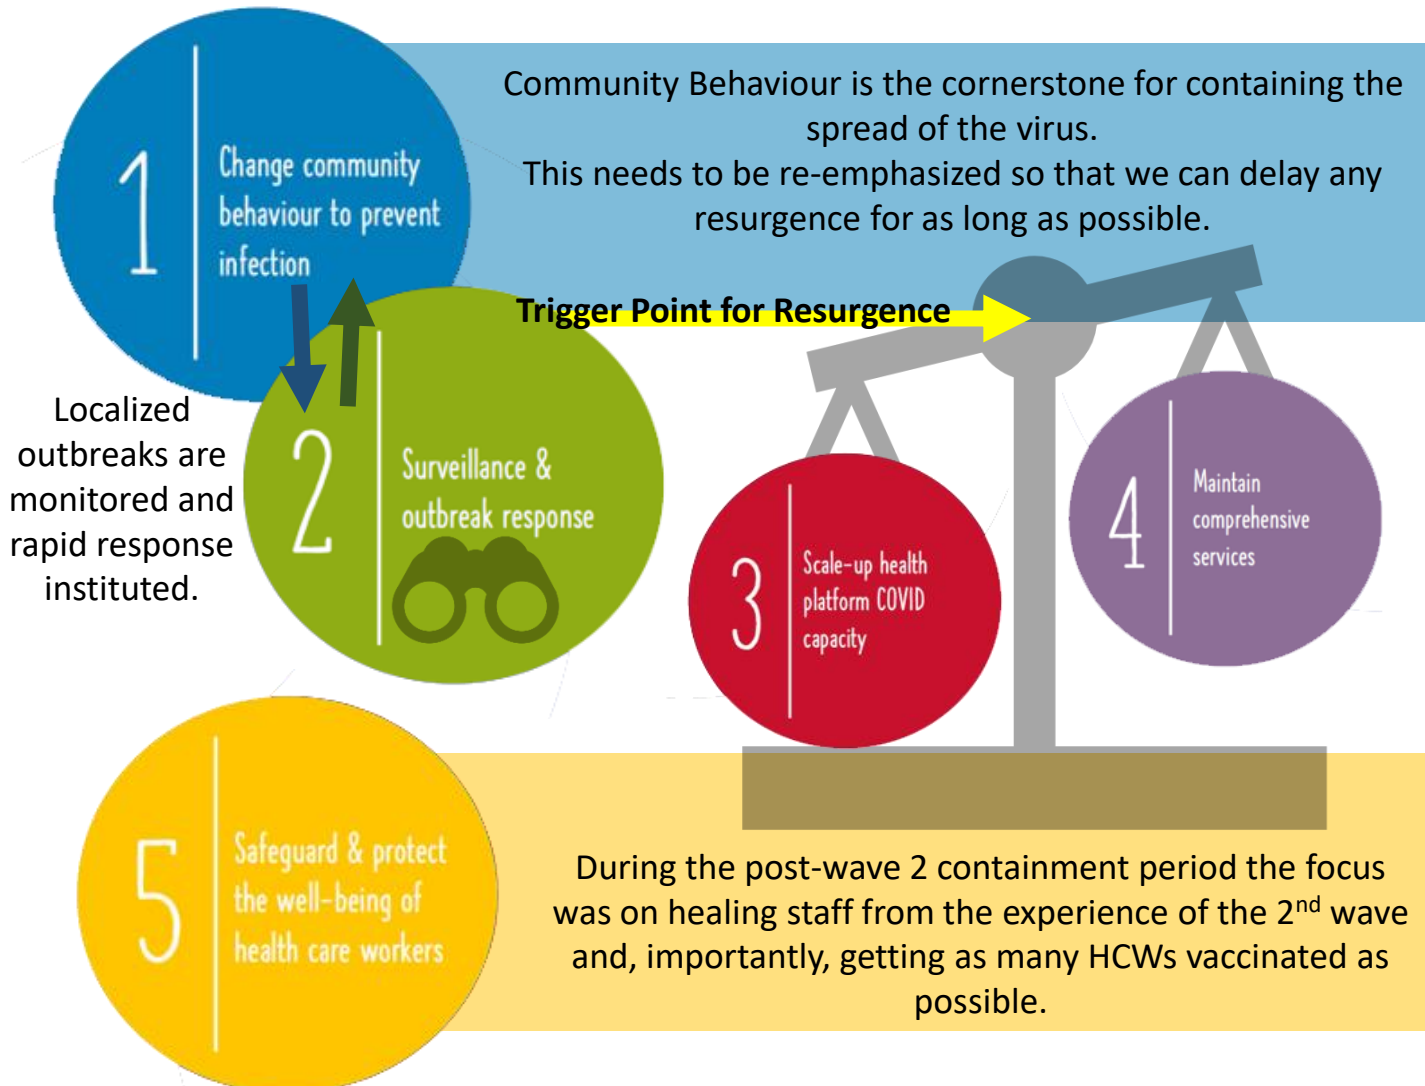 1
Change community
behaviour to prevent
infection
Community Behaviour is the cornerstone for containing the
spread of the virus.
This needs to be re-emphasized so that we can delay any
resurgence for as long as possible.
Trigger Point for Resurgence
Localized
outbreaks are
monitored and
rapid response
instituted.
2
Surveillance &
outbreak response
3
Scale-up health
platform COVID
capacity
4
Maintain
comprehensive
services
5
Safeguard & protect
the well-being of
health care workers
During the post-wave 2 containment period the focus
was on healing staff from the experience of the 2nd wave
and, importantly, getting as many HCWs vaccinated as
possible.